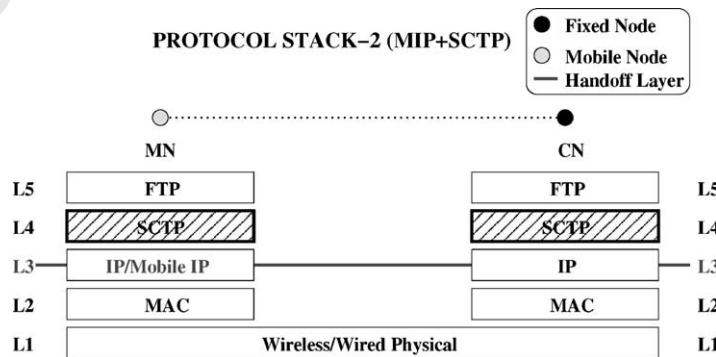 PROTOCOL STACK−2 (MIP+SCTP)
Fixed Node
Mobile Node
Handoff Layer
MN CN
L5 FTP FTP L5
L4 SCTP SCTP L4
L3 IP/Mobile IP IP L3
L2 MAC MAC L2
L1 Wireless/Wired Physical L1